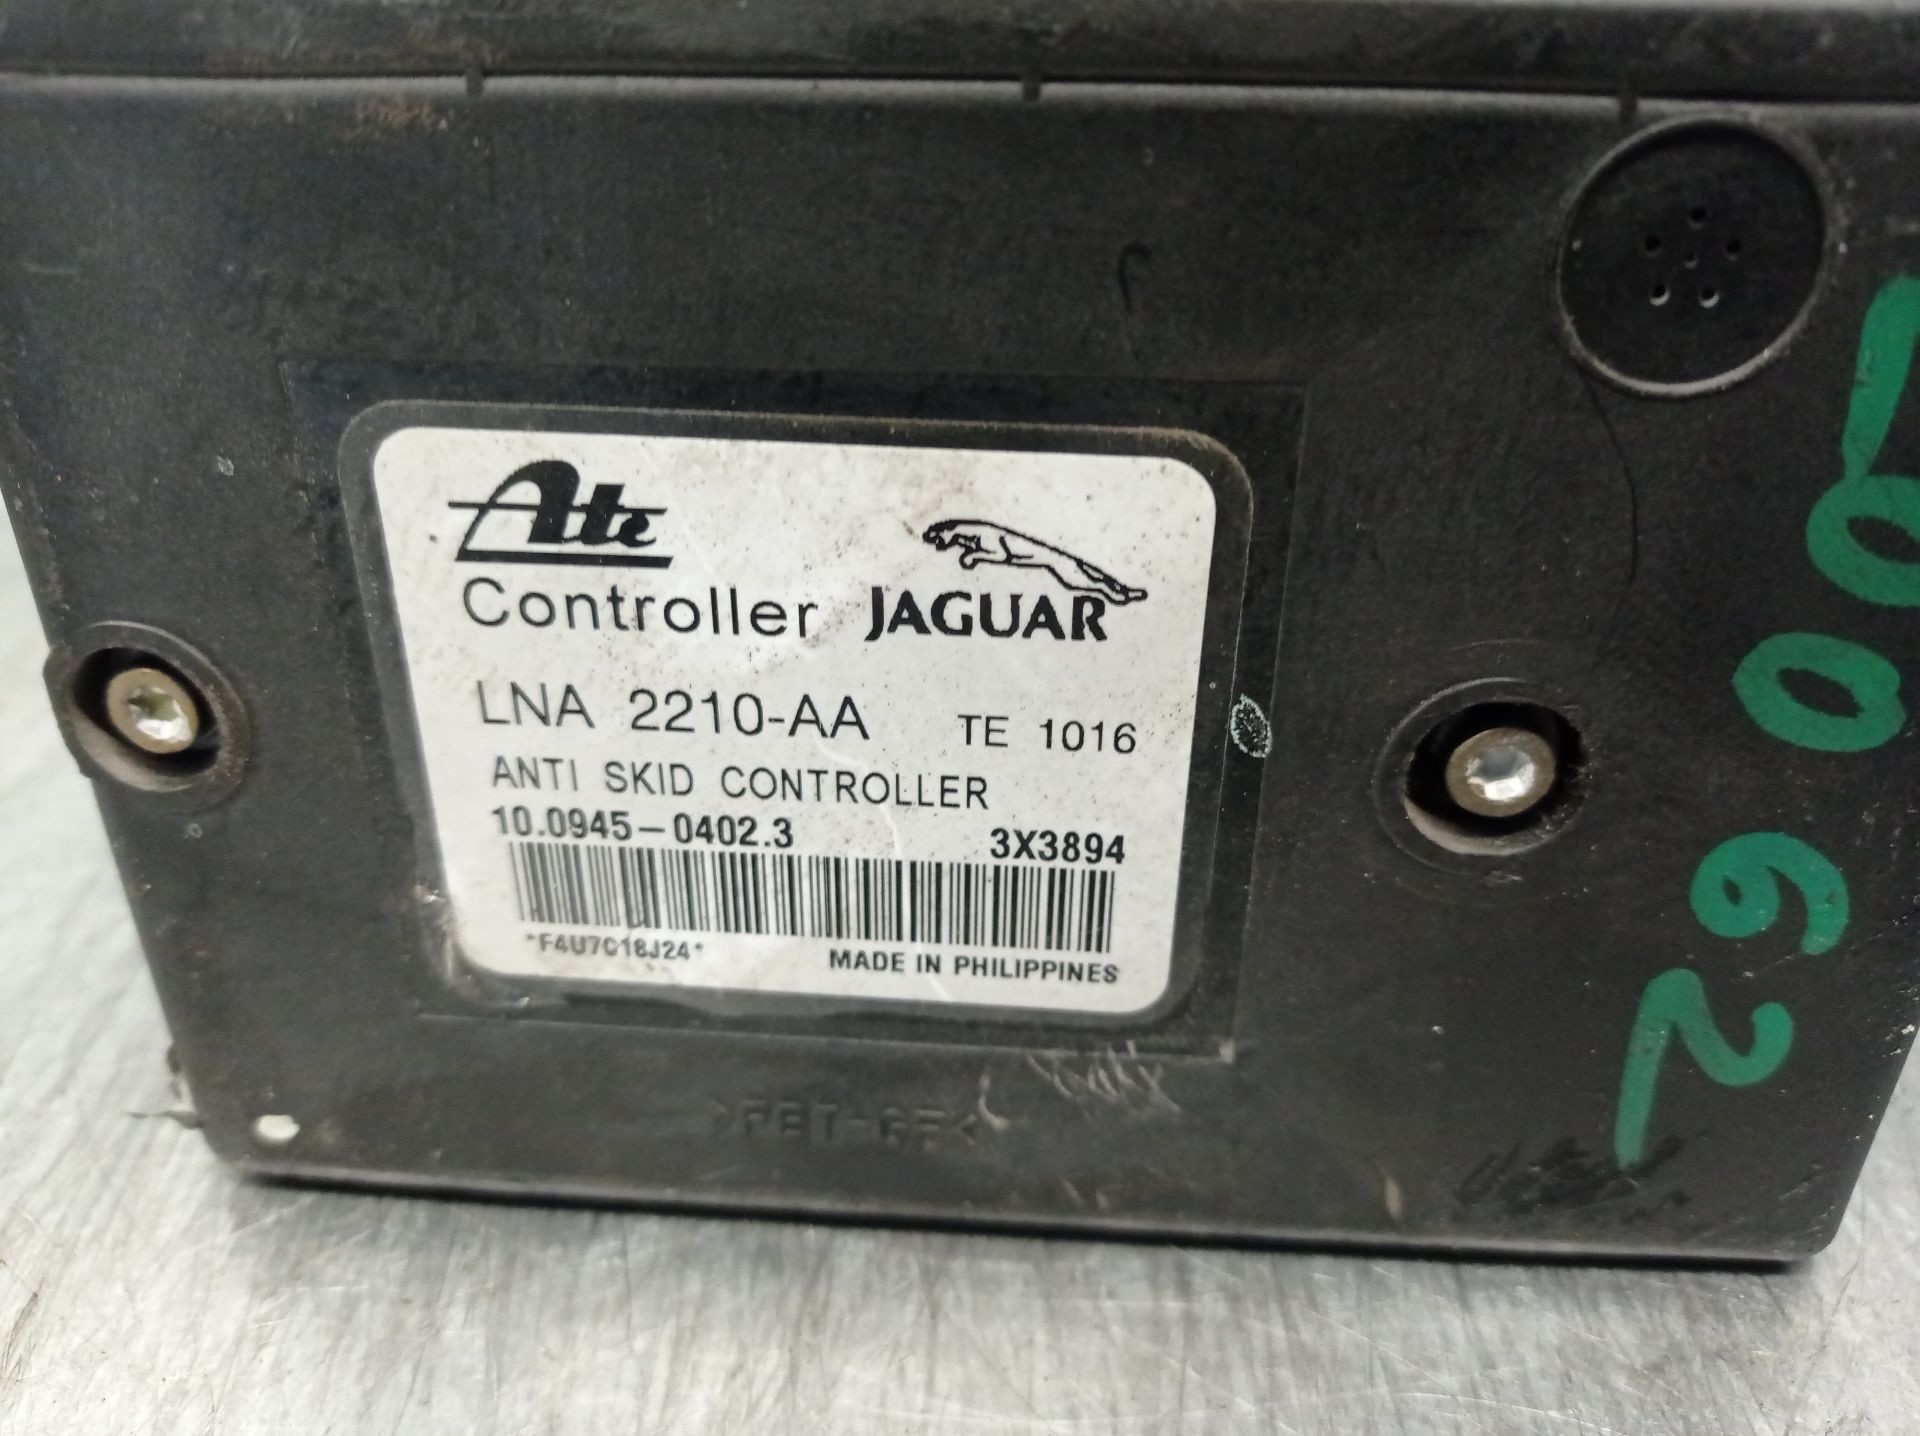 Ate
Controller JAGUAR
LNA 2210-AA TE 1016
ANTI SKID CONTROLLER
10.0945-0402.3 3X3894
*F4U7C18J24* MADE IN PHILIPPINES
>PBT-GF<
0062